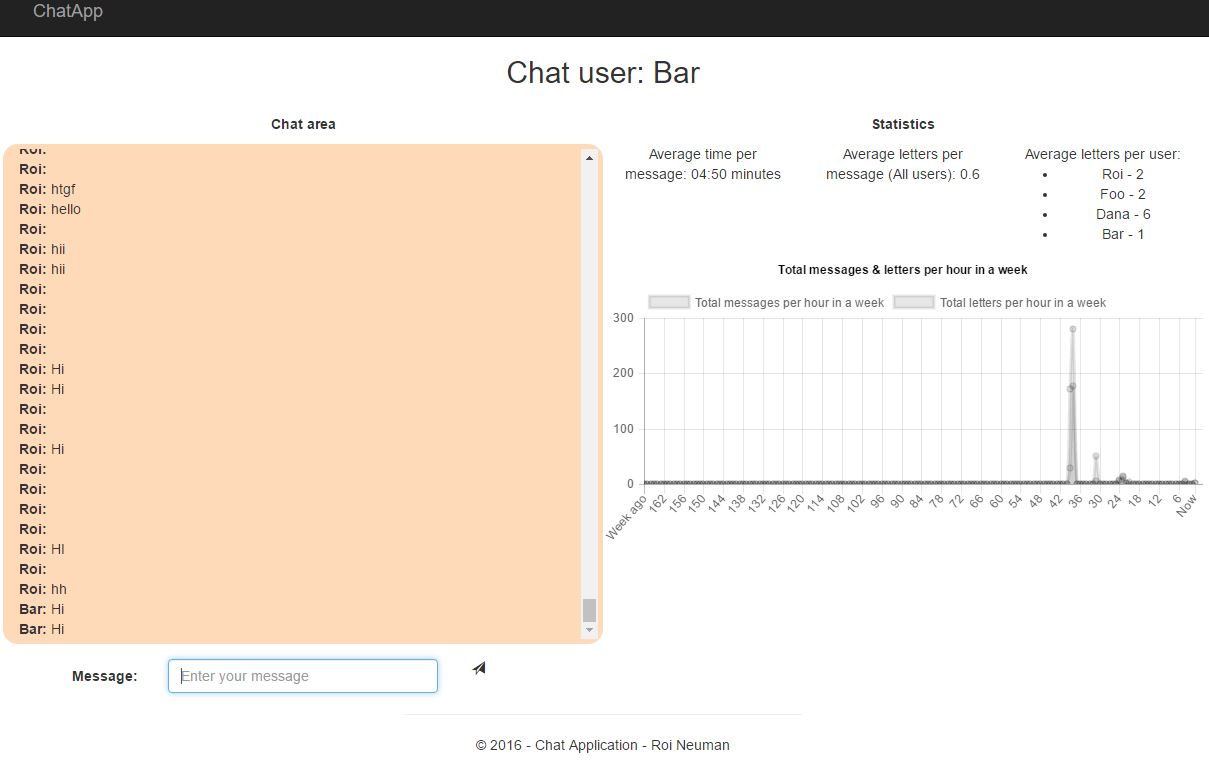 ChatApp
Chat user: Bar
Chat area
Roi:
Roi:
Roi: htgf
Roi: hello
Roi:
Roi: hii
Roi: hii
Roi:
Roi:
Roi:
Roi:
Roi: Hi
Roi: Hi
Roi:
Roi:
Roi: Hi
Roi:
Roi:
Roi:
Roi:
Roi: HI
Roi:
Roi: hh
Bar: Hi
Bar: Hi
Message: Enter your message
Statistics
Average time per
message: 04:50 minutes
Average letters per
message (All users): 0.6
Average letters per user:
• Roi - 2
• Foo - 2
• Dana - 6
• Bar - 1
Total messages & letters per hour in a week
Total messages per hour in a week Total letters per hour in a week
300
200
100
0
Week ago 162 156 150 144 138 132 126 120 114 108 102 96 90 84 78 72 66 60 54 48 42 36 30 24 18 12 6 Now
© 2016 - Chat Application - Roi Neuman